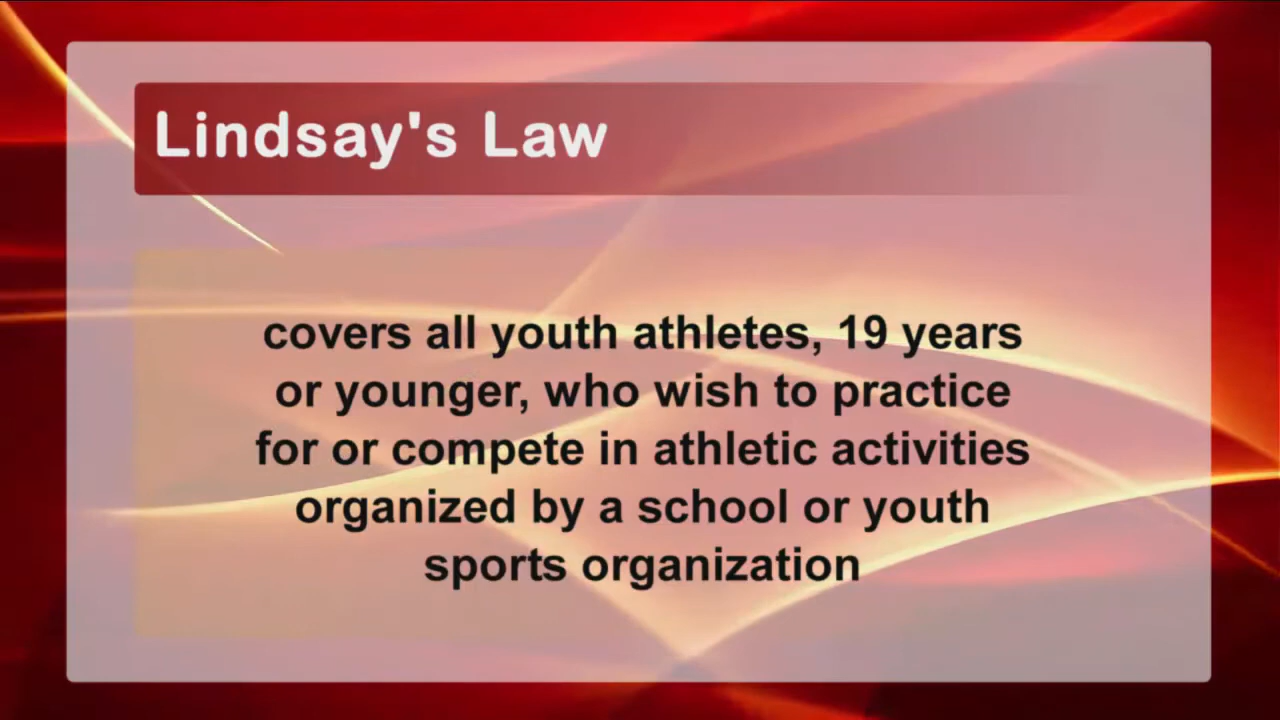 Lindsay's Law
covers all youth athletes, 19 years
or younger, who wish to practice
for or compete in athletic activities
organized by a school or youth
sports organization